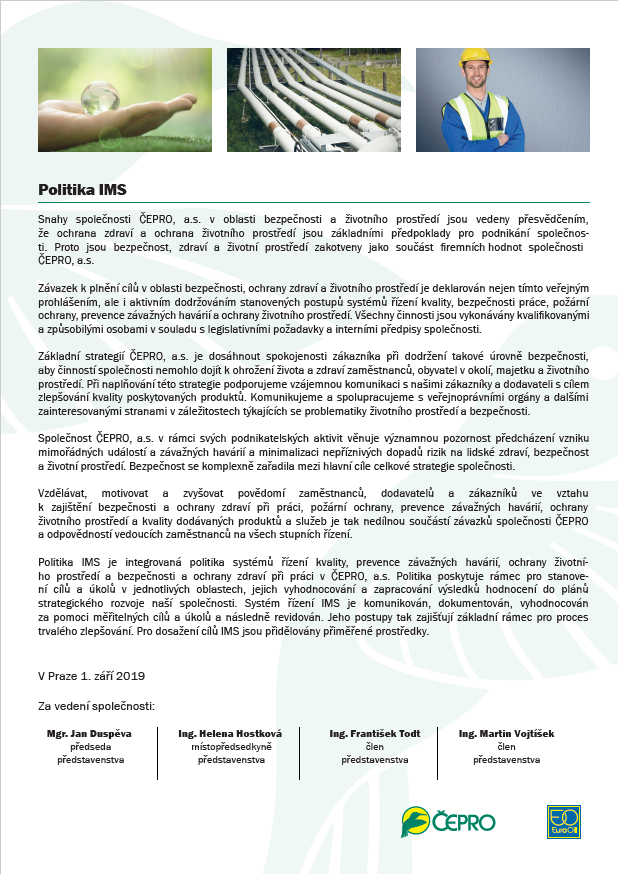 Politika IMS
Snahy společnosti ČEPRO, a.s. v oblasti bezpečnosti a životního prostředí jsou vedeny přesvědčením,
že ochrana zdraví a ochrana životního prostředí jsou základními předpoklady pro podnikání společnos-
ti. Proto jsou bezpečnost, zdraví a životní prostředí zakotveny jako součást firemních hodnot společnosti
ČEPRO, a.s.
Závazek k plnění cílů v oblasti bezpečnosti, ochrany zdraví a životního prostředí je deklarován nejen tímto veřejným
prohlášením, ale i aktivním dodržováním stanovených postupů systémů řízení kvality, bezpečnosti práce, požární
ochrany, prevence závažných havárií a ochrany životního prostředí. Všechny činnosti jsou vykonávány kvalifikovanými
a způsobilými osobami v souladu s legislativními požadavky a interními předpisy společnosti.
Základní strategií ČEPRO, a.s. je dosáhnout spokojenosti zákazníka při dodržení takové úrovně bezpečnosti,
aby činností společnosti nemohlo dojít k ohrožení života a zdraví zaměstnanců, obyvatel v okolí, majetku a životního
prostředí. Při naplňování této strategie podporujeme vzájemnou komunikaci s našimi zákazníky a dodavateli s cílem
zlepšování kvality poskytovaných produktů. Komunikujeme a spolupracujeme s veřejnoprávními orgány a dalšími
zainteresovanými stranami v záležitostech týkajících se problematiky životního prostředí a bezpečnosti.
Společnost ČEPRO, a.s. v rámci svých podnikatelských aktivit věnuje významnou pozornost předcházení vzniku
mimořádných událostí a závažných havárií a minimalizaci nepříznivých dopadů rizik na lidské zdraví, bezpečnost
a životní prostředí. Bezpečnost se komplexně zařadila mezi hlavní cíle celkové strategie společnosti.
Vzdělávat, motivovat a zvyšovat povědomí zaměstnanců, dodavatelů a zákazníků ve vztahu
k zajištění bezpečnosti a ochrany zdraví při práci, požární ochrany, prevence závažných havárií, ochrany
životního prostředí a kvality dodávaných produktů a služeb je tak nedílnou součástí závazků společnosti ČEPRO
a odpovědností vedoucích zaměstnanců na všech stupních řízení.
Politika IMS je integrovaná politika systémů řízení kvality, prevence závažných havárií, ochrany životní-
ho prostředí a bezpečnosti a ochrany zdraví při práci v ČEPRO, a.s. Politika poskytuje rámec pro stanove-
ní cílů a úkolů v jednotlivých oblastech, jejich vyhodnocování a zapracování výsledků hodnocení do plánů
strategického rozvoje naší společnosti. Systém řízení IMS je komunikován, dokumentován, vyhodnocován
za pomoci měřitelných cílů a úkolů a následně revidován. Jeho postupy tak zajišťují základní rámec pro proces
trvalého zlepšování. Pro dosažení cílů IMS jsou přidělovány přiměřené prostředky.
V Praze 1. září 2019
Za vedení společnosti:
Mgr. Jan Duspěva
předseda
představenstva
Ing. Helena Hostková
místopředsedkyně
představenstva
Ing. František Todt
člen
představenstva
Ing. Martin Vojtíšek
člen
představenstva
ČEPRO
EuroOil